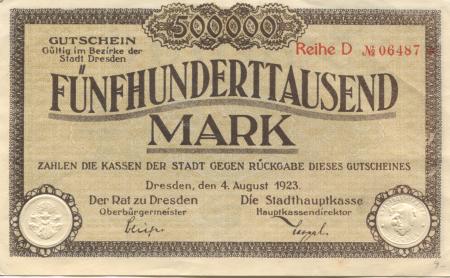 500000
GUTSCHEIN
Gültig im Bezirke der
Stadt Dresden
Reihe D № 06487
FÜNFHUNDERTTAUSEND
MARK
ZAHLEN DIE KASSEN DER STADT GEGEN RÜCKGABE DIESES GUTSCHEINES
Dresden, den 4. August 1923.
Der Rat zu Dresden
Oberbürgermeister
Die Stadthauptkasse
Hauptkassendirektor